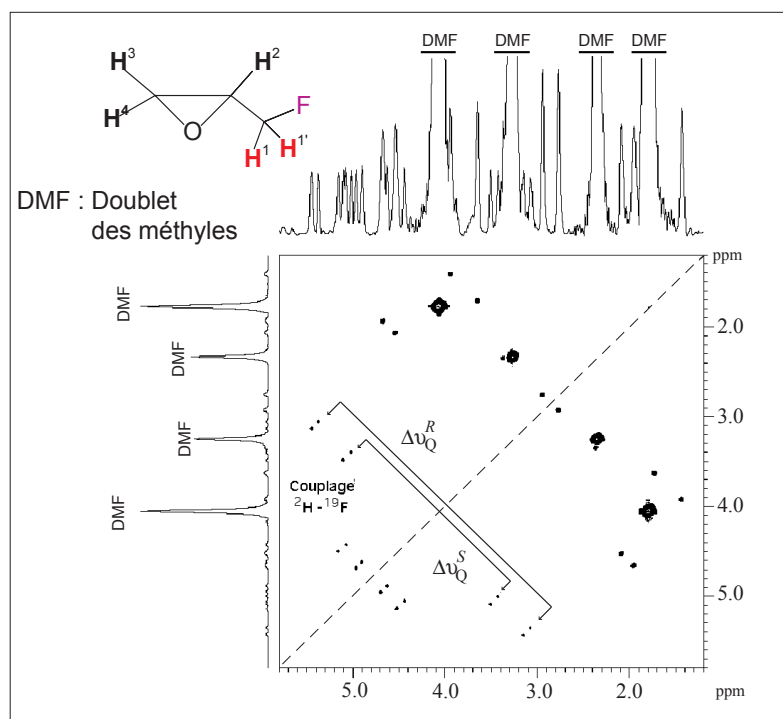 DMF DMF DMF DMF
H³ H²
H⁴ O F
H¹ H¹'
DMF : Doublet
des méthyles
ppm
DMF
DMF
DMF
DMF
2.0
3.0
4.0
5.0
Δυ_Q^R
Couplage
²H -¹⁹F
Δυ_Q^S
5.0 4.0 3.0 2.0 ppm